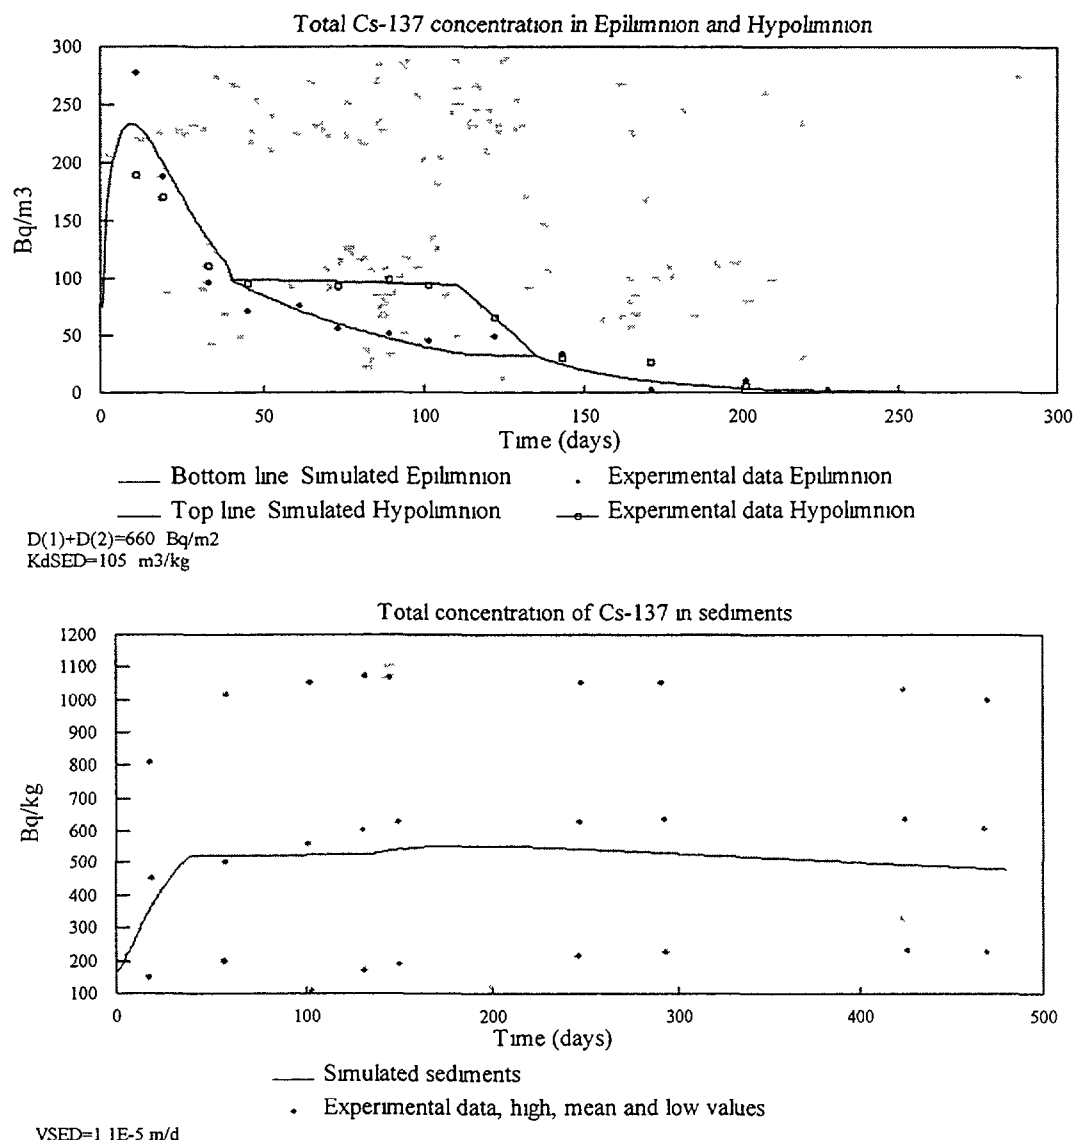 Total Cs-137 concentration in Epilimnion and Hypolimnion
300
250
200
150
100
50
0
Bq/m3
0 50 100 150 200 250 300
Time (days)
Bottom line Simulated Epilimnion
Experimental data Epilimnion
Top line Simulated Hypolimnion
Experimental data Hypolimnion
D(1)+D(2)=660 Bq/m2
KdSED=105 m3/kg
Total concentration of Cs-137 in sediments
1200
1100
1000
900
800
700
600
500
400
300
200
100
Bq/kg
0 100 200 300 400 500
Time (days)
Simulated sediments
Experimental data, high, mean and low values
VSED=1 1E-5 m/d